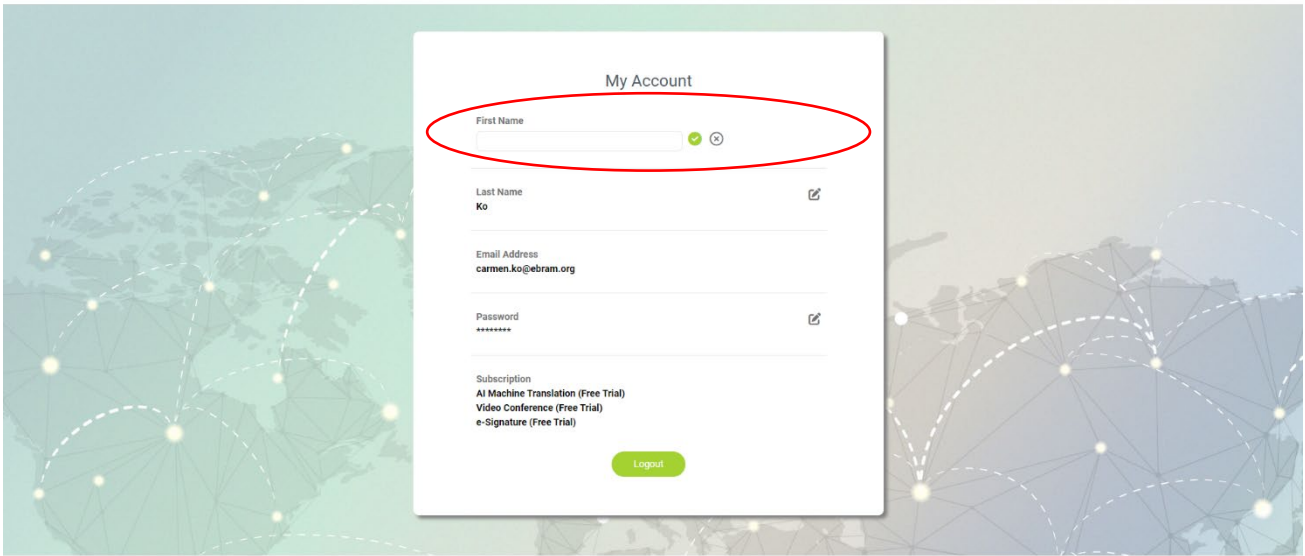 My Account
First Name
Last Name
Ko
Email Address
carmen.ko@ebram.org
Password
********
Subscription
AI Machine Translation (Free Trial)
Video Conference (Free Trial)
e-Signature (Free Trial)
Logout